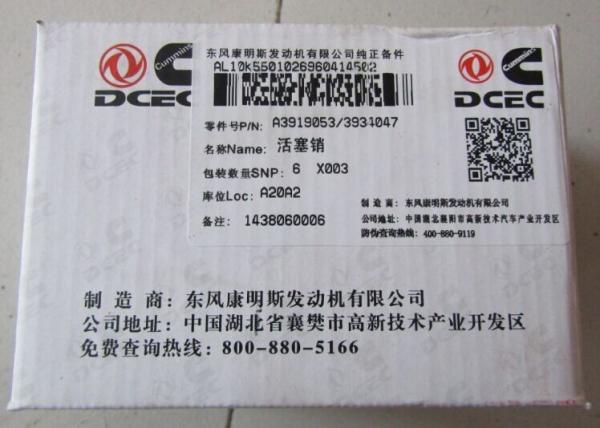 东风康明斯发动机有限公司纯正备件
AL10k5501026960414502
Cummins
DCEC
Cummins
DCEC
零件号P/N: A3919053/3934047
名称Name: 活塞销
包装数量SNP: 6 X003
库位Loc: A20A2
备注: 1438060006
制 造 商: 东风康明斯发动机有限公司
公司地址: 中国湖北襄阳市高新技术汽车产业开发区
防伪查询热线: 400-880-9119
制 造 商: 东风康明斯发动机有限公司
公司地址: 中国湖北省襄樊市高新技术产业开发区
免费查询热线: 800-880-5166